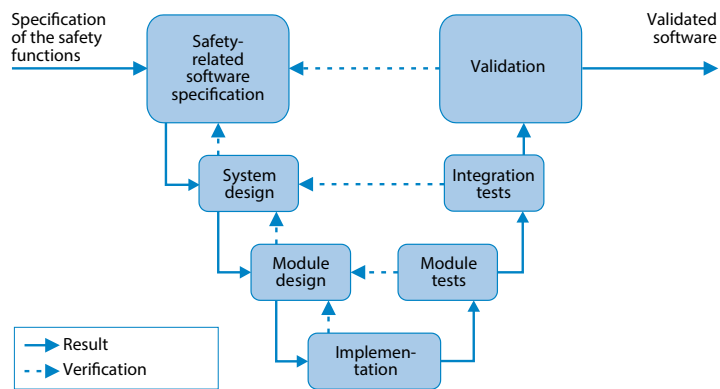 Specification
of the safety
functions
Safety-
related
software
specification
Validation
Validated
software
System
design
Integration
tests
Module
design
Module
tests
Implemen-
tation
Result
Verification